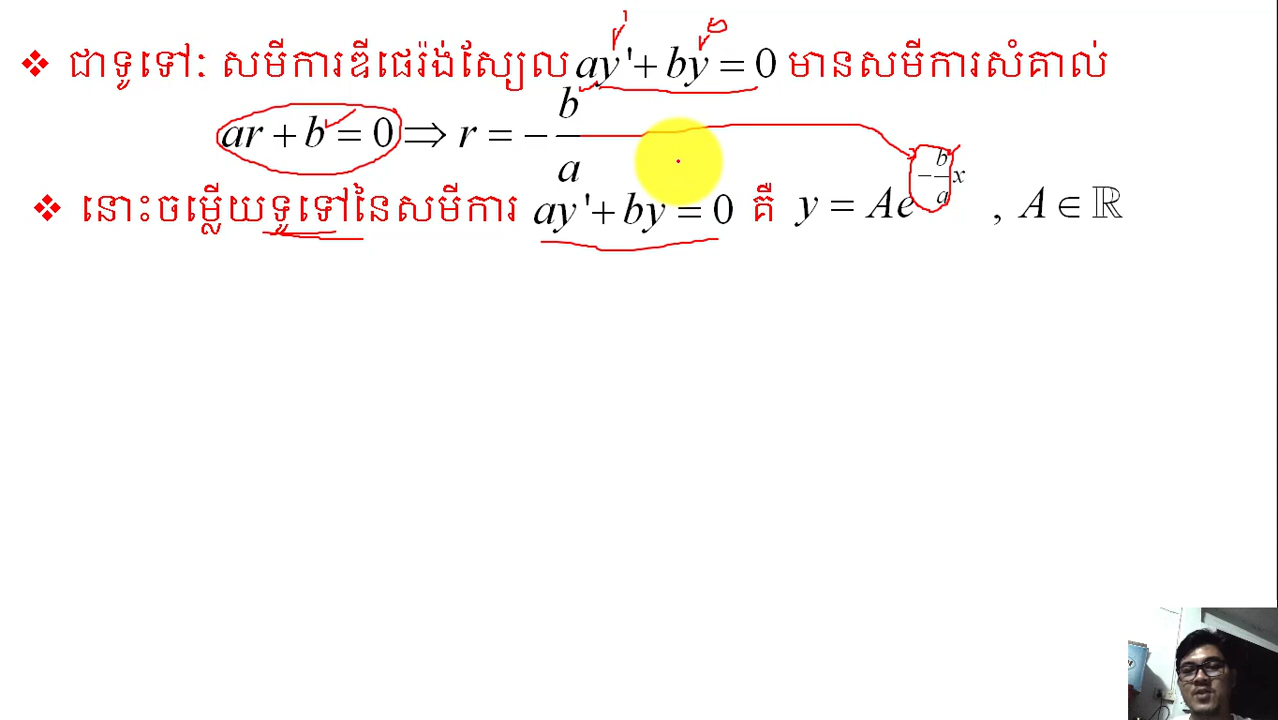 ❖ ជាទូទៅ: សមីការឌីផេរ៉ង់ស្យែល ay'+ by = 0 មានសមីការសំគាល់
ar + b = 0 ⇒ r = −b/a
❖ នោះចម្លើយទូទៅនៃសមីការ ay'+ by = 0 គឺ y = Ae^(−b/a x) , A ∈ ℝ